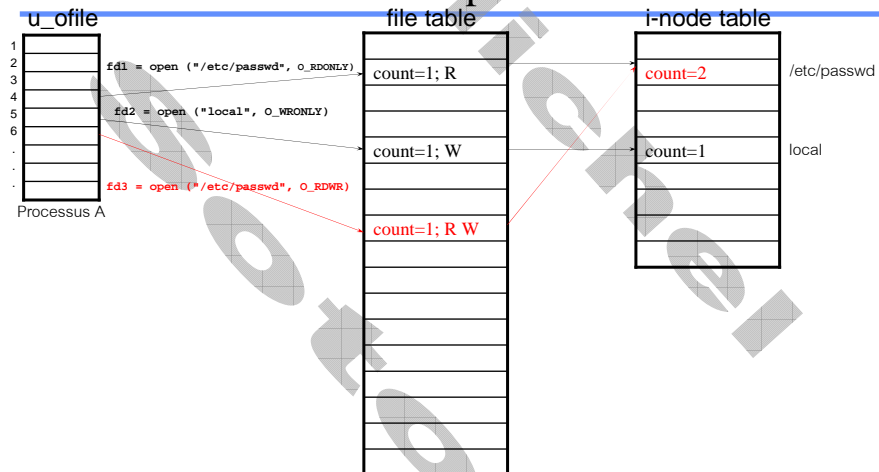 u_ofile
file table
i-node table
1
2
3
4
5
6
.
.
.
fd1 = open ("/etc/passwd", O_RDONLY)
fd2 = open ("local", O_WRONLY)
fd3 = open ("/etc/passwd", O_RDWR)
Processus A
count=1; R
count=1; W
count=1; R W
count=2
count=1
/etc/passwd
local